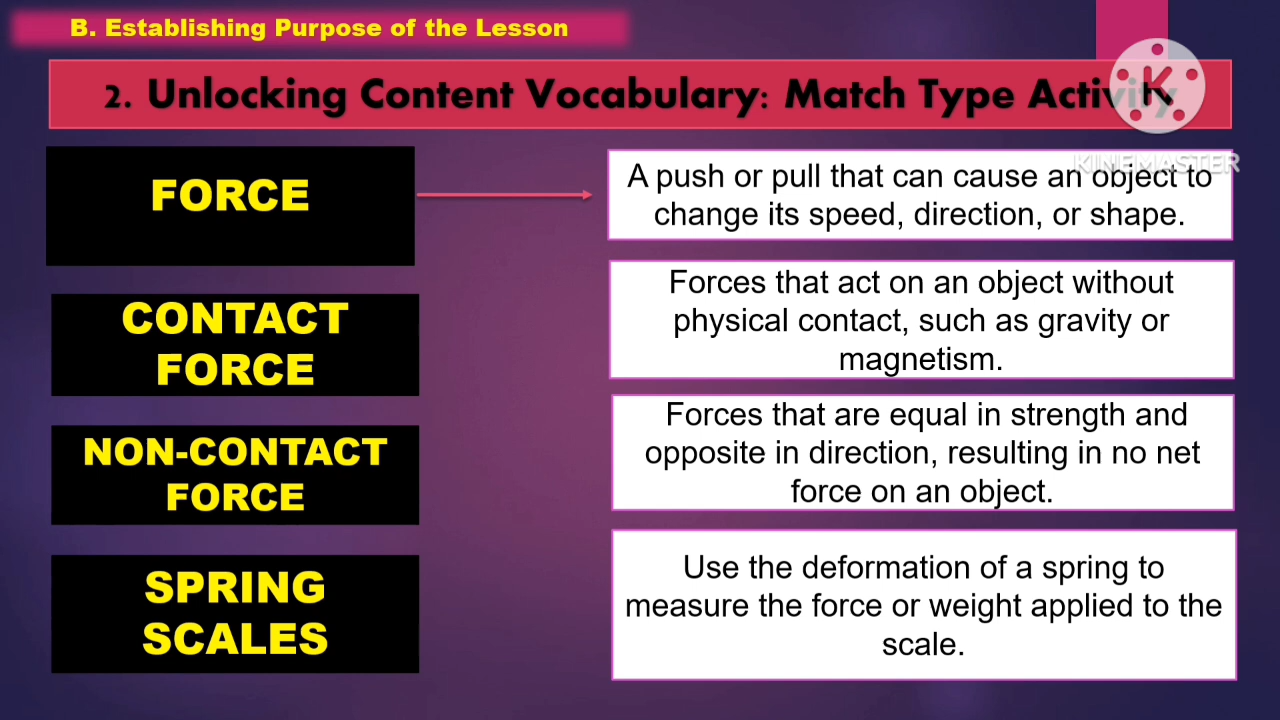 B. Establishing Purpose of the Lesson
2. Unlocking Content Vocabulary: Match Type Activity
KINEMASTER
FORCE
A push or pull that can cause an object to
change its speed, direction, or shape.
CONTACT
FORCE
Forces that act on an object without
physical contact, such as gravity or
magnetism.
NON-CONTACT
FORCE
Forces that are equal in strength and
opposite in direction, resulting in no net
force on an object.
SPRING
SCALES
Use the deformation of a spring to
measure the force or weight applied to the
scale.